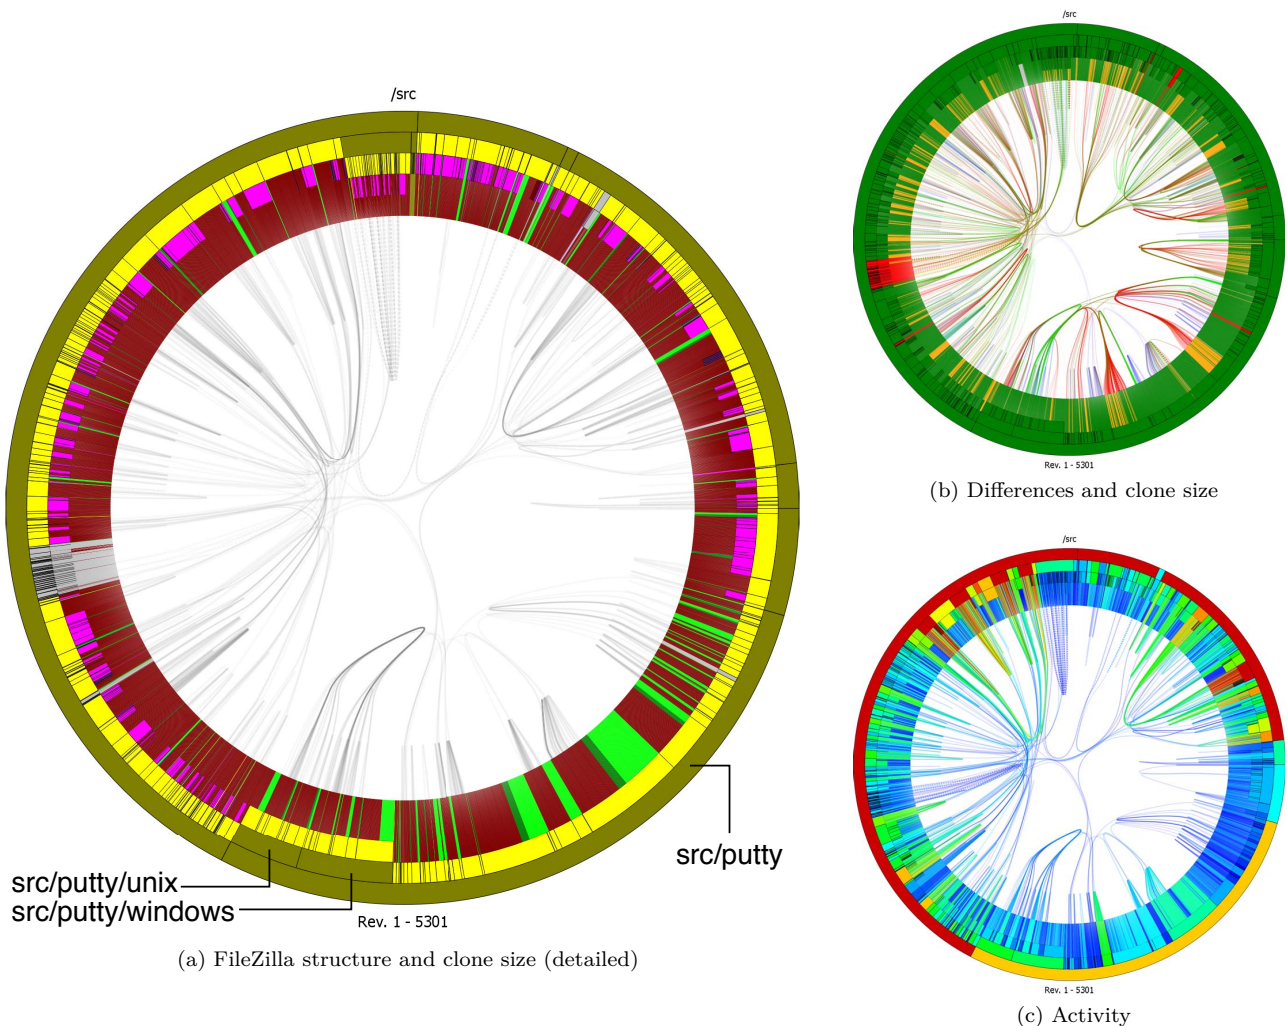 /src
src/putty
src/putty/unix
src/putty/windows
Rev. 1 - 5301
(a) FileZilla structure and clone size (detailed)
/src
Rev. 1 - 5301
(b) Differences and clone size
/src
Rev. 1 - 5301
(c) Activity